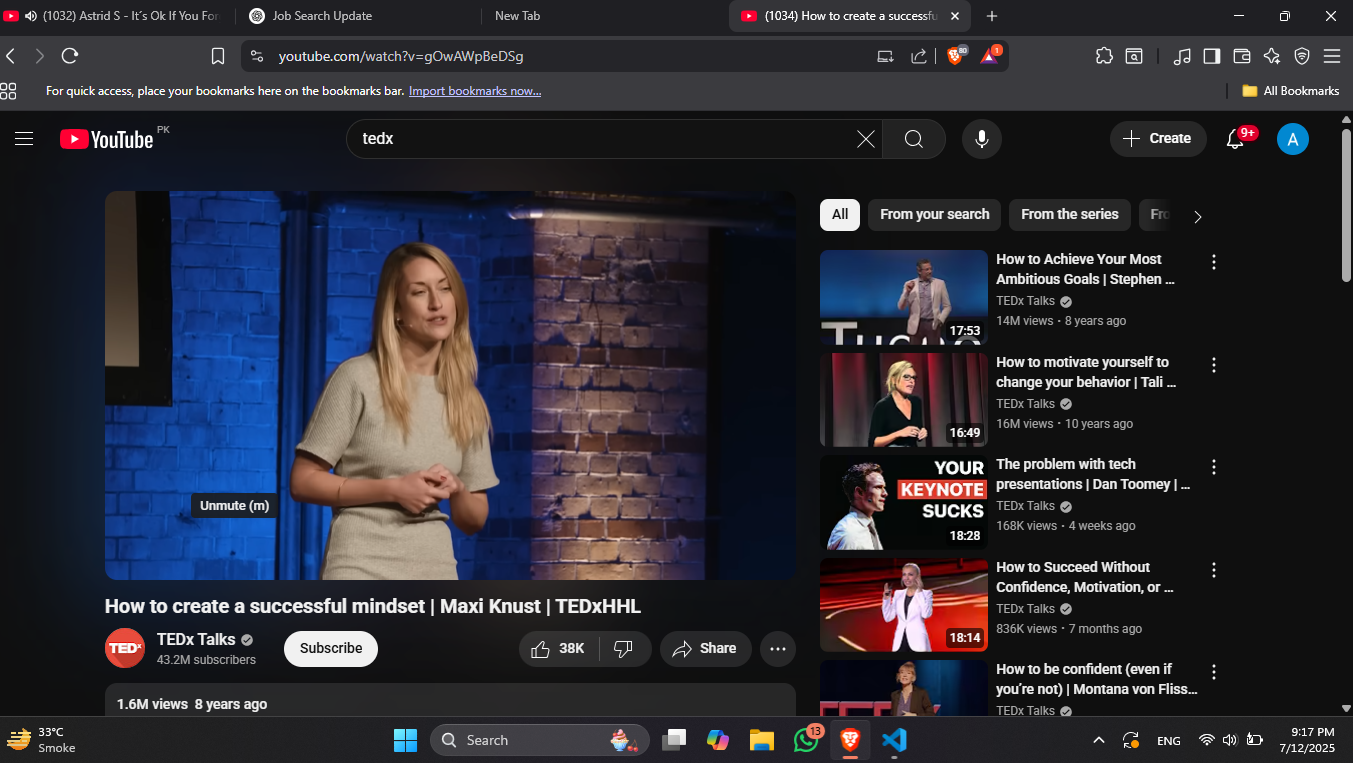 (1032) Astrid S - It's Ok If You For
Job Search Update
New Tab
(1034) How to create a successfu
youtube.com/watch?v=gOwAWpBeDSg
80
1
For quick access, place your bookmarks here on the bookmarks bar. Import bookmarks now...
All Bookmarks
YouTube PK
tedx
Create
9+
A
All
From your search
From the series
Fro
How to Achieve Your Most
Ambitious Goals | Stephen ...
TEDx Talks
14M views • 8 years ago
17:53
How to motivate yourself to
change your behavior | Tali ...
TEDx Talks
16M views • 10 years ago
16:49
YOUR
KEYNOTE
SUCKS
18:28
The problem with tech
presentations | Dan Toomey | ...
TEDx Talks
168K views • 4 weeks ago
How to Succeed Without
Confidence, Motivation, or ...
TEDx Talks
836K views • 7 months ago
18:14
How to be confident (even if
you're not) | Montana von Fliss...
TEDx Talks
Unmute (m)
How to create a successful mindset | Maxi Knust | TEDxHHL
TEDx
TEDx Talks
43.2M subscribers
Subscribe
38K
Share
1.6M views 8 years ago
33°C
Smoke
Search
13
ENG
9:17 PM
7/12/2025